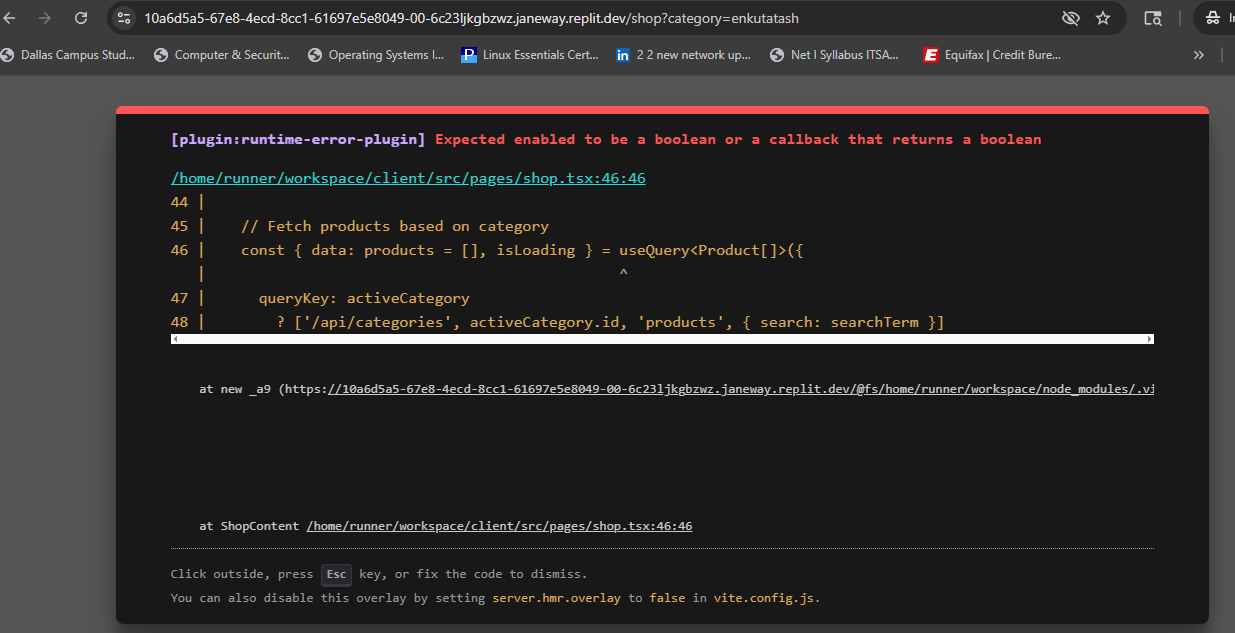 10a6d5a5-67e8-4ecd-8cc1-61697e5e8049-00-6c23ljkgbzwz.janeway.replit.dev/shop?category=enkutatash
Dallas Campus Stud... Computer & Securit... Operating Systems I... P Linux Essentials Cert... in 2 2 new network up... Net I Syllabus ITSA... E Equifax | Credit Bure... »
[plugin:runtime-error-plugin] Expected enabled to be a boolean or a callback that returns a boolean
/home/runner/workspace/client/src/pages/shop.tsx:46:46
44 |
45 | // Fetch products based on category
46 | const { data: products = [], isLoading } = useQuery<Product[]>({
| ^
47 | queryKey: activeCategory
48 | ? ['/api/categories', activeCategory.id, 'products', { search: searchTerm }]
at new _a9 (https://10a6d5a5-67e8-4ecd-8cc1-61697e5e8049-00-6c23ljkgbzwz.janeway.replit.dev/@fs/home/runner/workspace/node_modules/.vi
at ShopContent /home/runner/workspace/client/src/pages/shop.tsx:46:46
Click outside, press Esc key, or fix the code to dismiss.
You can also disable this overlay by setting server.hmr.overlay to false in vite.config.js.